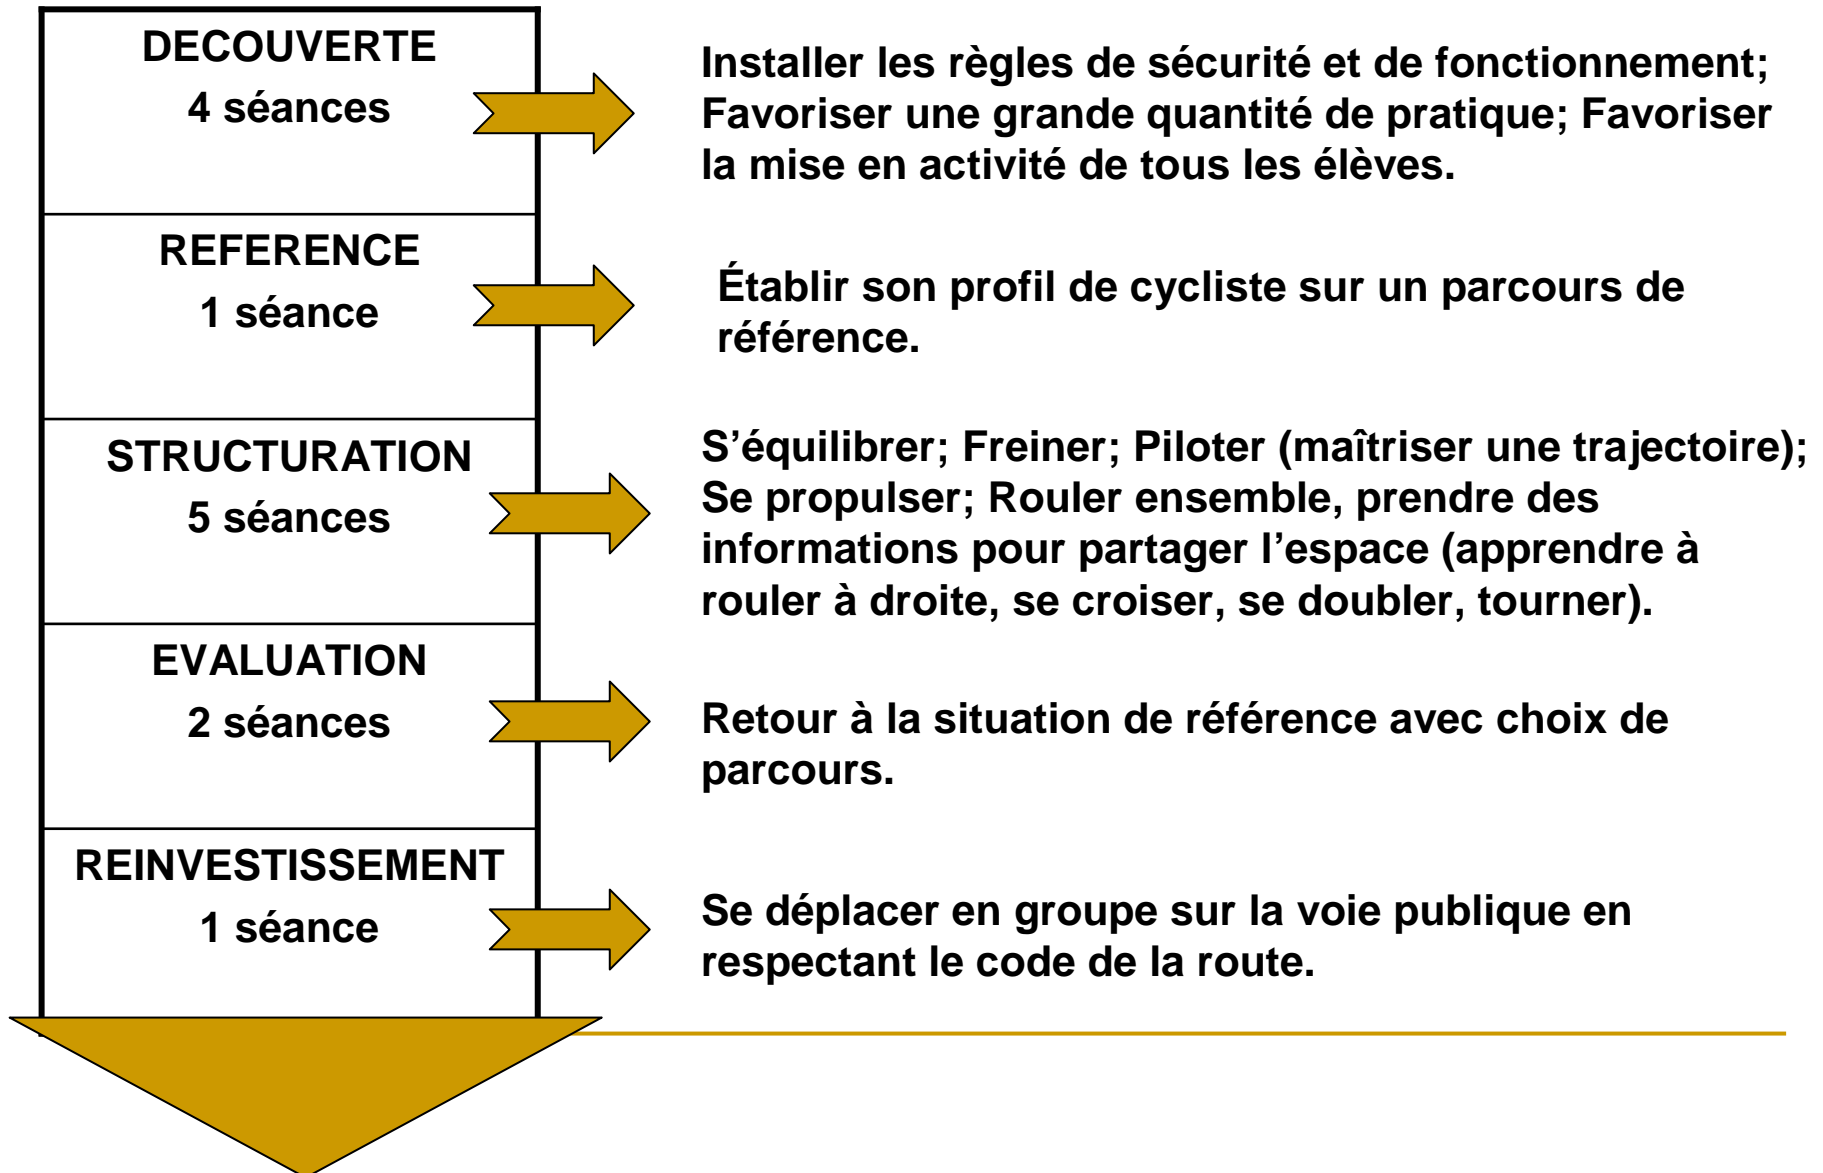 DECOUVERTE
4 séances
Installer les règles de sécurité et de fonctionnement;
Favoriser une grande quantité de pratique; Favoriser
la mise en activité de tous les élèves.
REFERENCE
1 séance
Établir son profil de cycliste sur un parcours de
référence.
STRUCTURATION
5 séances
S’équilibrer; Freiner; Piloter (maîtriser une trajectoire);
Se propulser; Rouler ensemble, prendre des
informations pour partager l’espace (apprendre à
rouler à droite, se croiser, se doubler, tourner).
EVALUATION
2 séances
Retour à la situation de référence avec choix de
parcours.
REINVESTISSEMENT
1 séance
Se déplacer en groupe sur la voie publique en
respectant le code de la route.